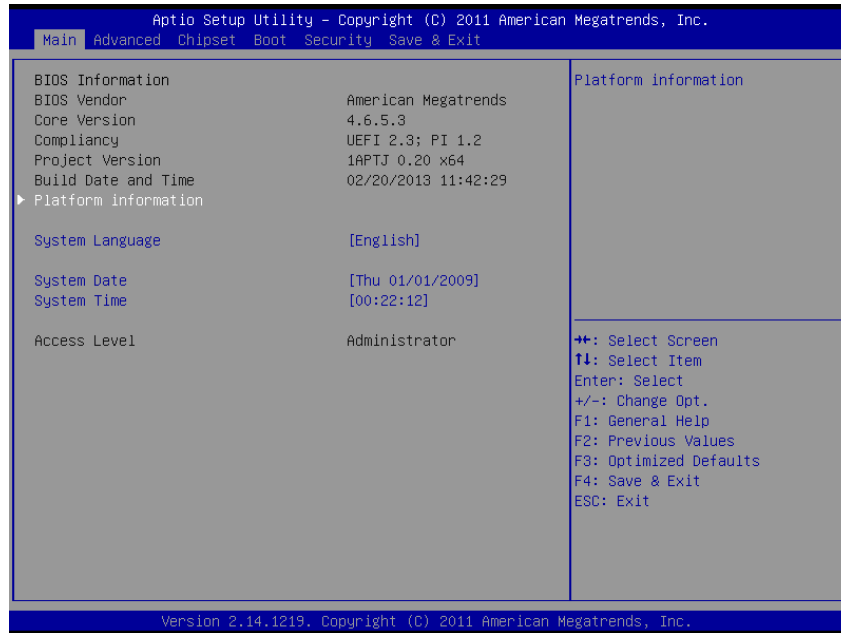 Aptio Setup Utility – Copyright (C) 2011 American Megatrends, Inc.
Main Advanced Chipset Boot Security Save & Exit
BIOS Information
BIOS Vendor American Megatrends
Core Version 4.6.5.3
Compliancy UEFI 2.3; PI 1.2
Project Version 1APTJ 0.20 x64
Build Date and Time 02/20/2013 11:42:29
▶ Platform information
System Language [English]
System Date [Thu 01/01/2009]
System Time [00:22:12]
Access Level Administrator
Platform information
→←: Select Screen
↑↓: Select Item
Enter: Select
+/-: Change Opt.
F1: General Help
F2: Previous Values
F3: Optimized Defaults
F4: Save & Exit
ESC: Exit
Version 2.14.1219. Copyright (C) 2011 American Megatrends, Inc.